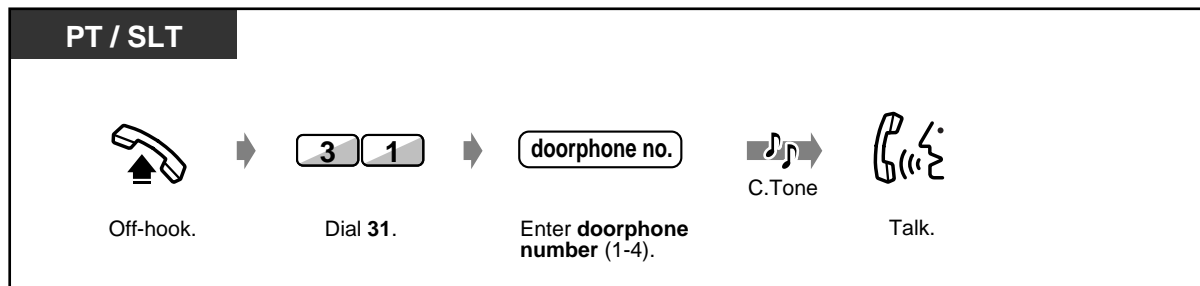 PT / SLT
3 1
doorphone no.
C.Tone
Off-hook.
Dial 31.
Enter doorphone
number (1-4).
Talk.